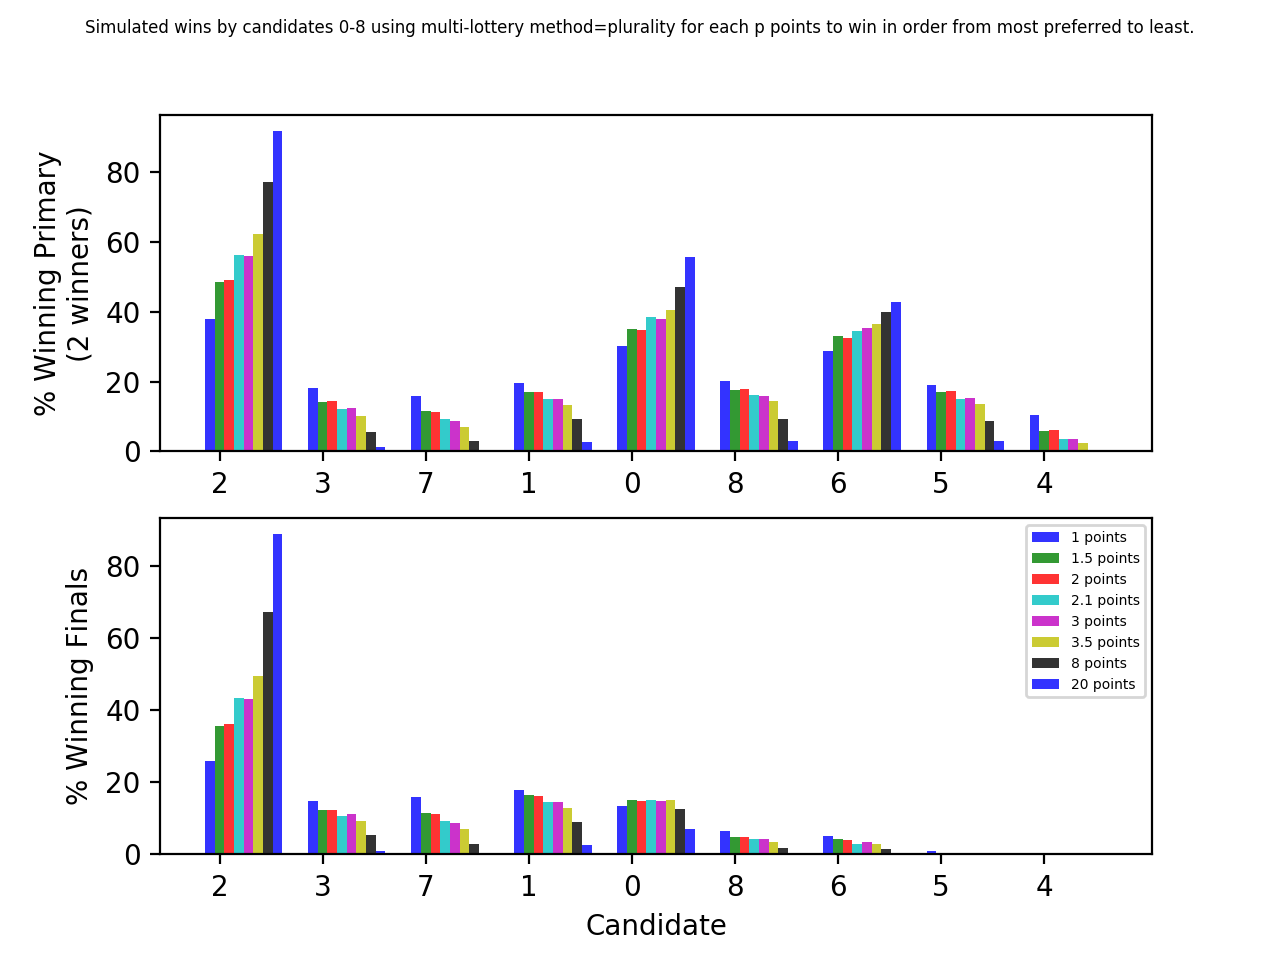 Simulated wins by candidates 0-8 using multi-lottery method=plurality for each p points to win in order from most preferred to least.
% Winning Primary
(2 winners)
80
60
40
20
0
2 3 7 1 0 8 6 5 4
% Winning Finals
80
60
40
20
0
1 points
1.5 points
2 points
2.1 points
3 points
3.5 points
8 points
20 points
2 3 7 1 0 8 6 5 4
Candidate